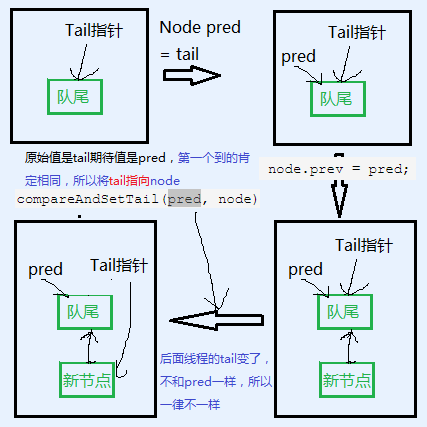 Tail指针
队尾
Node pred
= tail
Tail指针
pred
队尾
原始值是tail期待值是pred，第一个到的肯
定相同，所以将tail指向node
compareAndSetTail(pred, node)
node.prev = pred;
Tail指针
pred
队尾
新节点
pred
Tail指针
队尾
新节点
后面线程的tail变了，
不和pred一样，所以
一律不一样